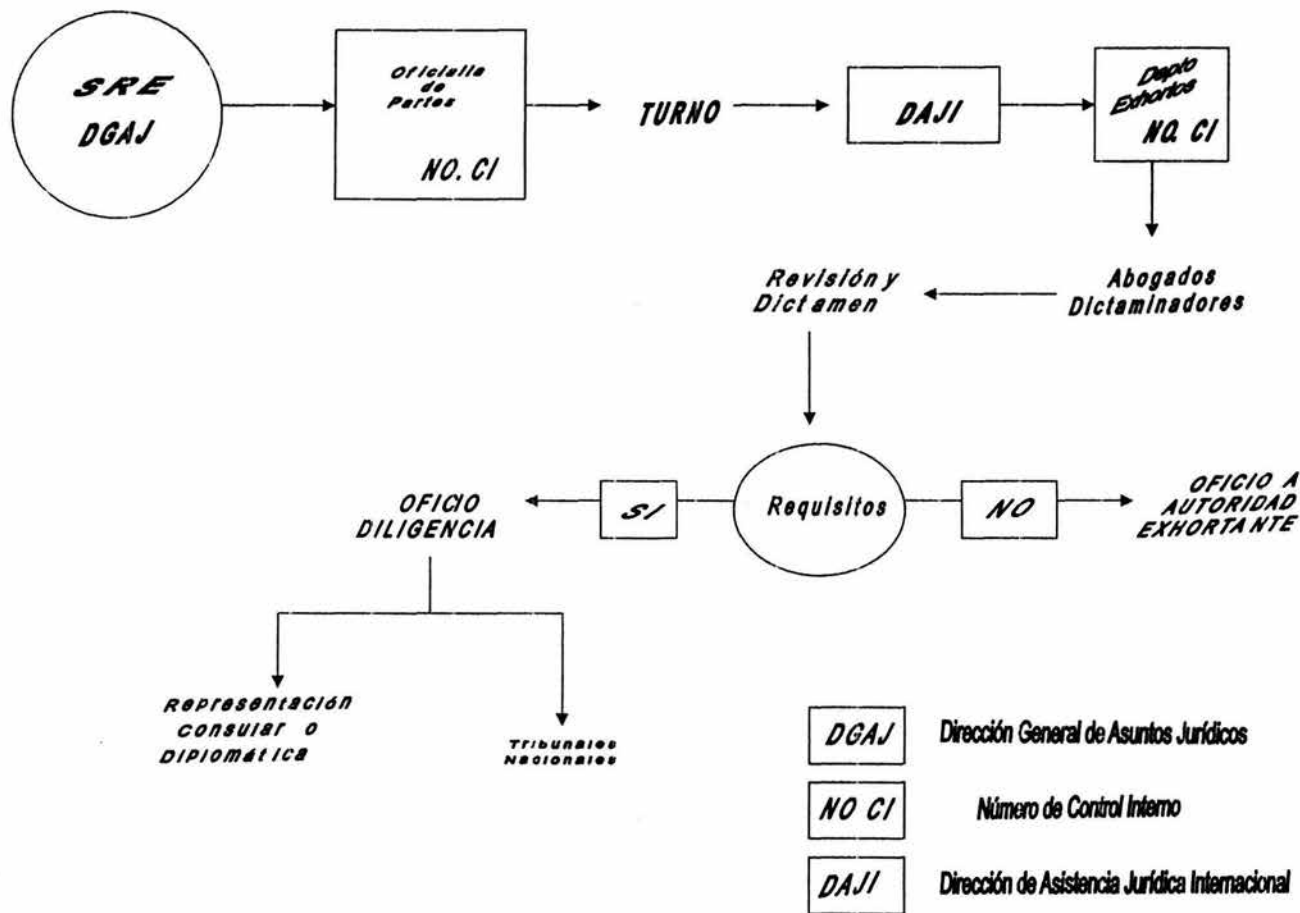 SRE
DGAJ
Oficialia
de
Partes
NO. CI
TURNO
DAJI
Depto
Exhortos
NO. CI
Revisión y
Dictamen
Abogados
Dictaminadores
OFICIO
DILIGENCIA
SI
Requisitos
NO
OFICIO A
AUTORIDAD
EXHORTANTE
Representación
consular o
Diplomática
Tribunales
Nacionales
DGAJ Dirección General de Asuntos Jurídicos
NO CI Número de Control Interno
DAJI Dirección de Asistencia Jurídica Internacional